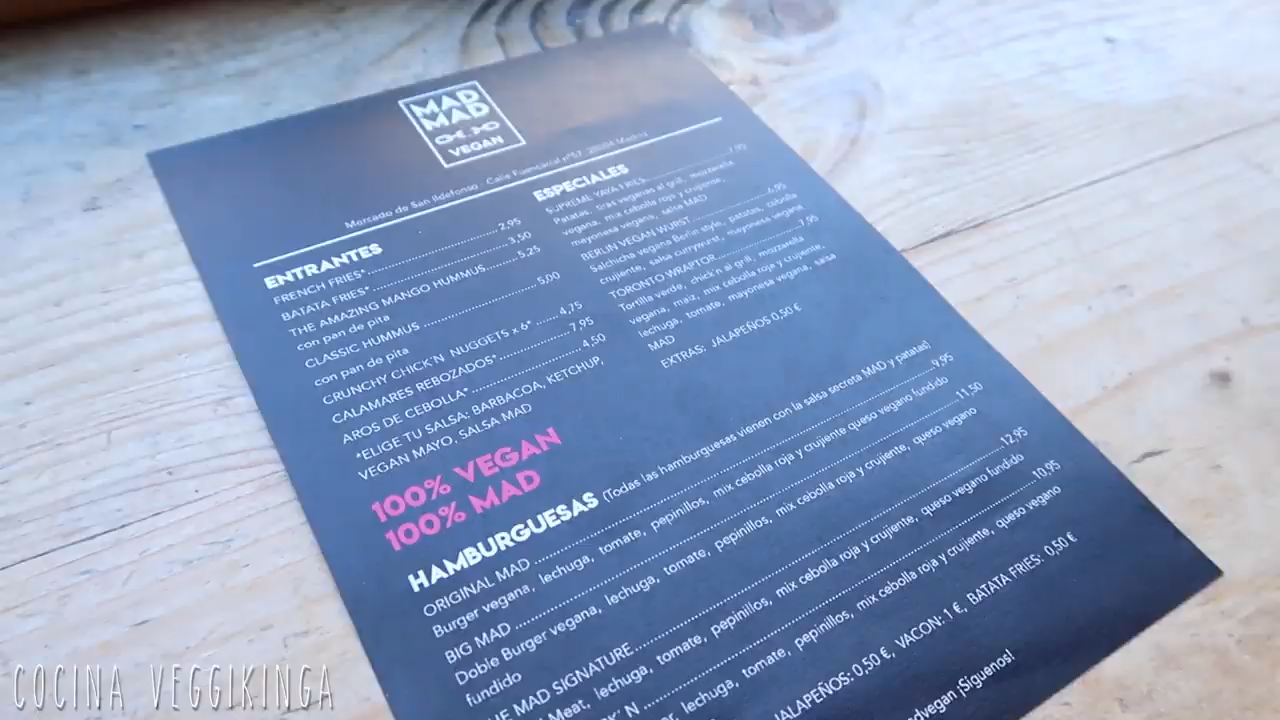 MAD
MAD
VEGAN
Mercado de San Ildefonso. Calle Fuencarral nº57. 28004 Madrid
ENTRANTES
FRENCH FRIES* 2,95
BATATA FRIES* 3,50
THE AMAZING MANGO HUMMUS 5,25
con pan de pita
CLASSIC HUMMUS 5,00
con pan de pita
CRUNCHY CHICK'N NUGGETS x 6* 4,75
CALAMARES REBOZADOS* 7,95
AROS DE CEBOLLA* 4,50
*ELIGE TU SALSA: BARBACOA, KETCHUP,
VEGAN MAYO, SALSA MAD
100% VEGAN
100% MAD
ESPECIALES
SUPREME YAYA FRIES 7,95
Patatas, tiras veganas al grill, mozzarella
vegana, mix cebolla roja y crujiente,
mayonesa vegana, salsa MAD
BERLIN VEGAN WURST 6,95
Salchicha vegana Berlin style, patatas, cebolla
crujiente, salsa currywurst, mayonesa vegana
TORONTO WRAPTOR 7,95
Tortilla verde, chick'n al grill, mozzarella
vegana, maiz, mix cebolla roja y crujiente,
lechuga, tomate, mayonesa vegana, salsa
MAD
EXTRAS: JALAPEÑOS 0,50 €
HAMBURGUESAS (Todas las hamburguesas vienen con la salsa secreta MAD y patatas)
ORIGINAL MAD 9,95
Burger vegana, lechuga, tomate, pepinillos, mix cebolla roja y crujiente queso vegano fundido
BIG MAD 11,50
Doble Burger vegana, lechuga, tomate, pepinillos, mix cebolla roja y crujiente, queso vegano
fundido
MAD SIGNATURE 12,95
Meat, lechuga, tomate, pepinillos, mix cebolla roja y crujiente, queso vegano fundido
N 10,95
lechuga, tomate, pepinillos, mix cebolla roja y crujiente, queso vegano
JALAPEÑOS: 0,50 €, VACON: 1 €, BATATA FRIES: 0,50 €
¡Síguenos!
COCINA VEGGIKINGA